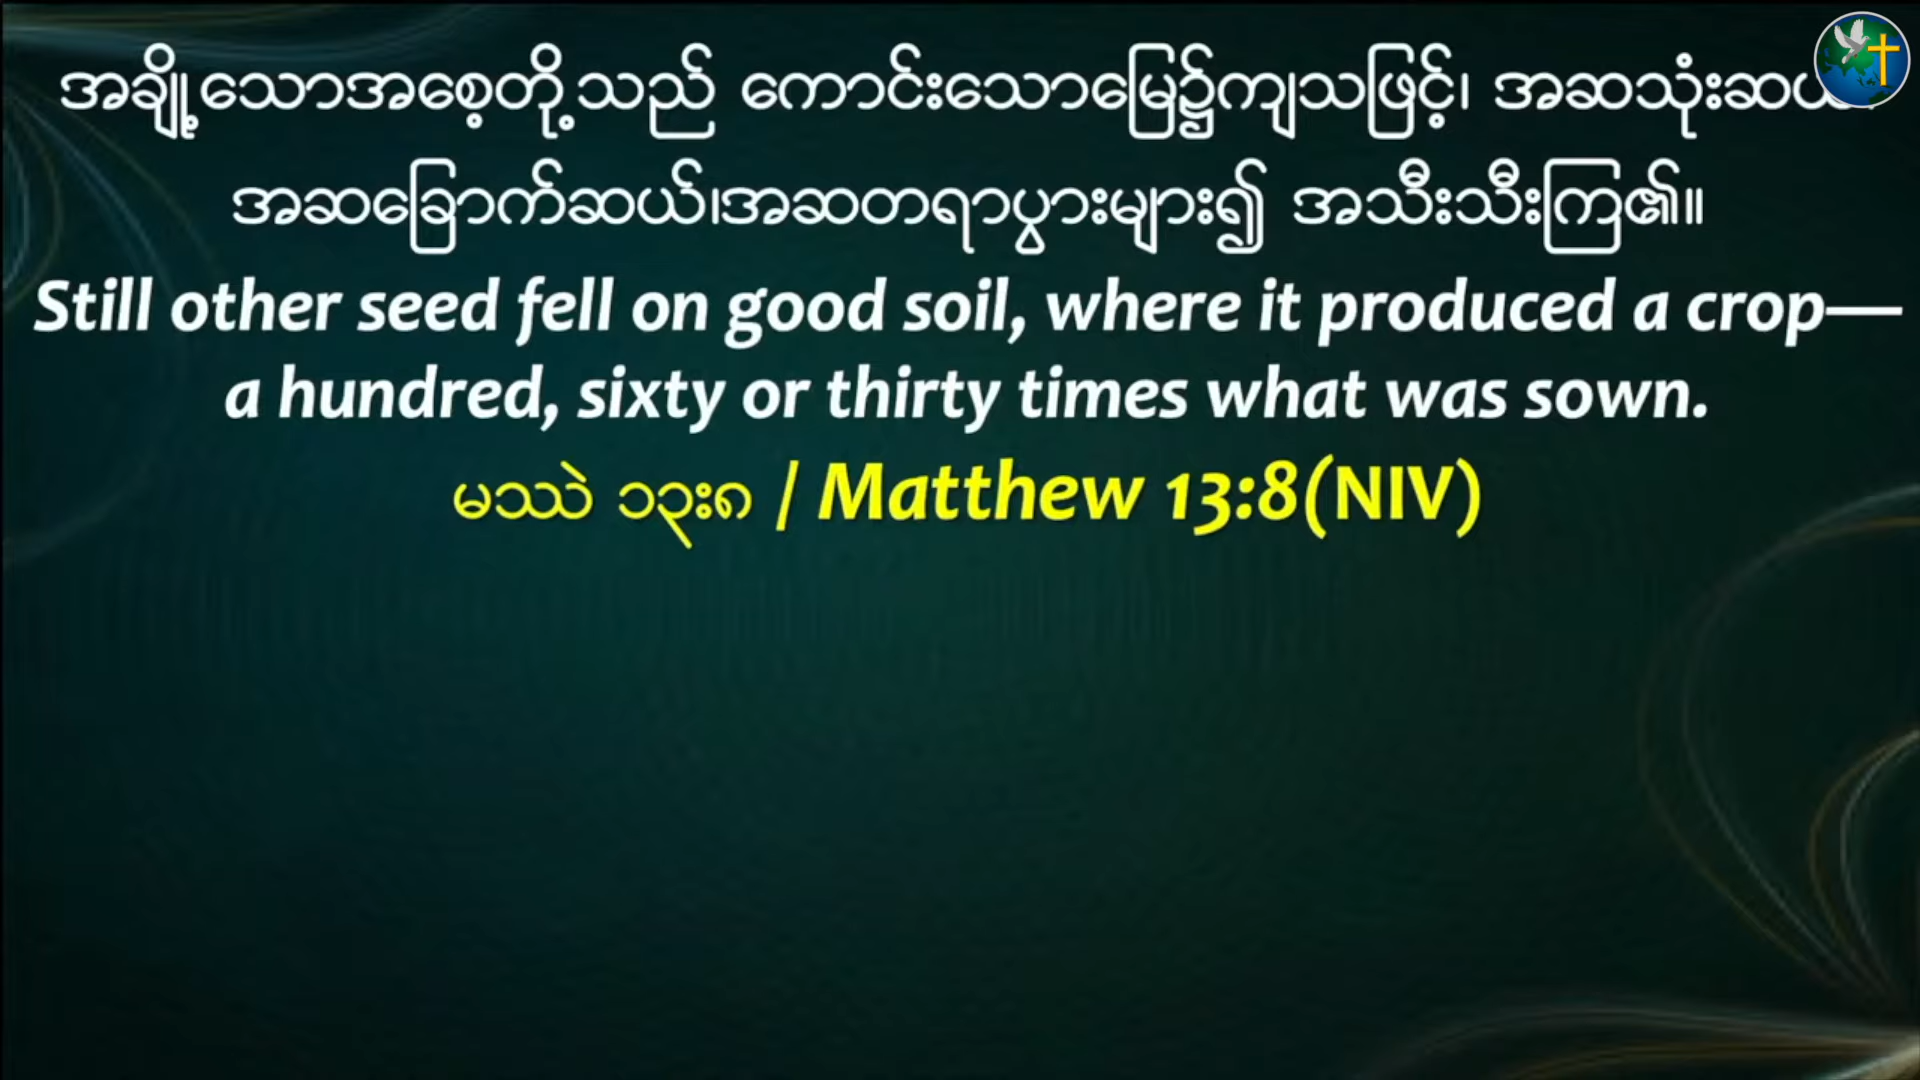 အချို့သောအစေ့တို့သည် ကောင်းသောမြေ၌ကျသဖြင့်၊ အဆသုံးဆယ်၊
အဆခြောက်ဆယ်၊အဆတရာပွားများ၍ အသီးသီးကြ၏။
Still other seed fell on good soil, where it produced a crop—
a hundred, sixty or thirty times what was sown.
မဿဲ ၁၃း၈ / Matthew 13:8(NIV)